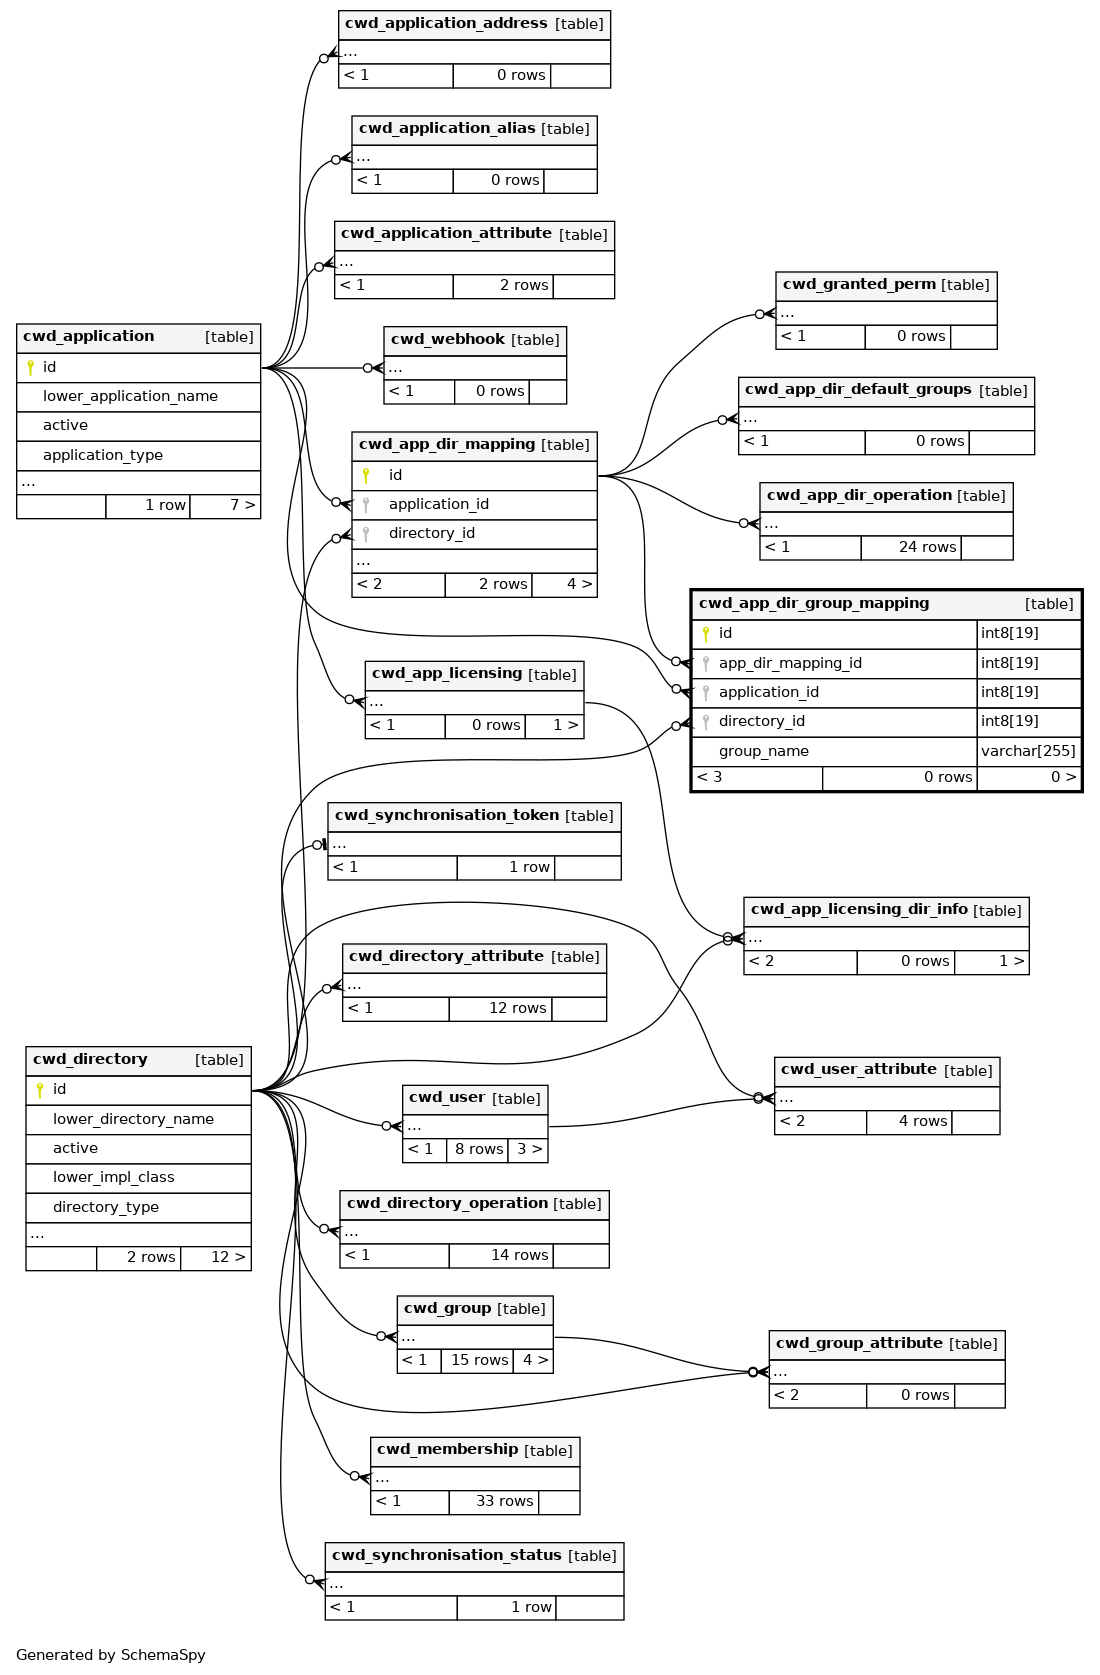 cwd_application_address [table]
...
< 1 0 rows
cwd_application_alias [table]
...
< 1 0 rows
cwd_application_attribute [table]
...
< 1 2 rows
cwd_webhook [table]
...
< 1 0 rows
cwd_application [table]
id
lower_application_name
active
application_type
...
1 row 7 >
cwd_app_dir_mapping [table]
id
application_id
directory_id
...
< 2 2 rows 4 >
cwd_granted_perm [table]
...
< 1 0 rows
cwd_app_dir_default_groups [table]
...
< 1 0 rows
cwd_app_dir_operation [table]
...
< 1 24 rows
cwd_app_dir_group_mapping [table]
id int8[19]
app_dir_mapping_id int8[19]
application_id int8[19]
directory_id int8[19]
group_name varchar[255]
< 3 0 rows 0 >
cwd_app_licensing [table]
...
< 1 0 rows 1 >
cwd_synchronisation_token [table]
...
< 1 1 row
cwd_app_licensing_dir_info [table]
...
< 2 0 rows 1 >
cwd_directory_attribute [table]
...
< 1 12 rows
cwd_directory [table]
id
lower_directory_name
active
lower_impl_class
directory_type
...
2 rows 12 >
cwd_user [table]
...
< 1 8 rows 3 >
cwd_user_attribute [table]
...
< 2 4 rows
cwd_directory_operation [table]
...
< 1 14 rows
cwd_group [table]
...
< 1 15 rows 4 >
cwd_group_attribute [table]
...
< 2 0 rows
cwd_membership [table]
...
< 1 33 rows
cwd_synchronisation_status [table]
...
< 1 1 row
Generated by SchemaSpy